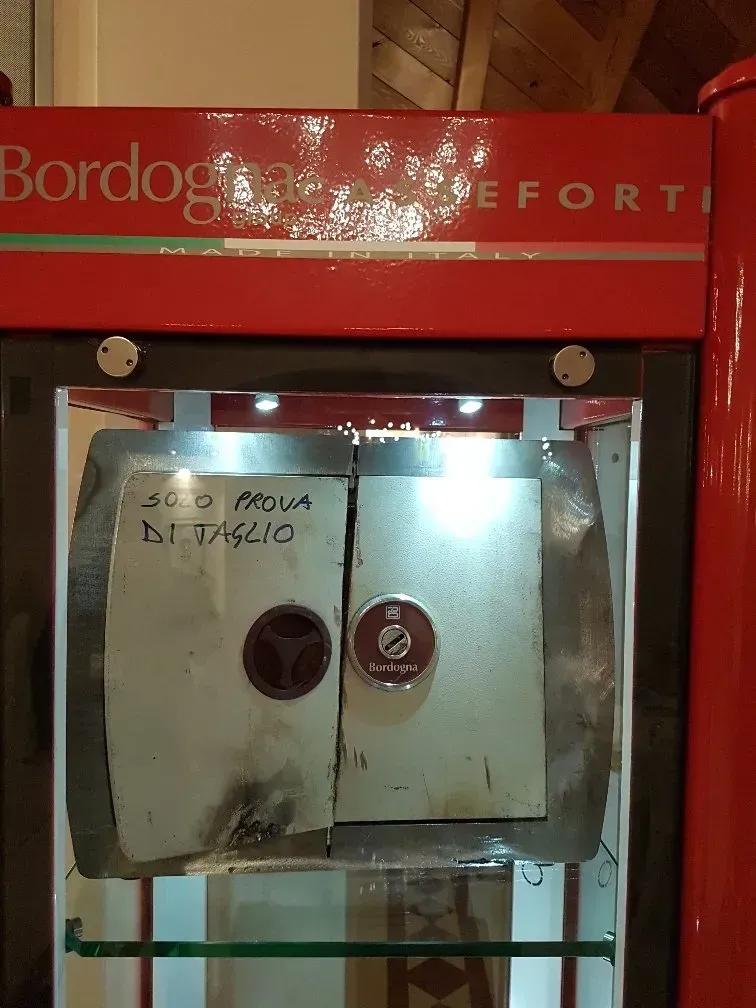 Bordogna CASSEFORTI
MADE IN ITALY
SOLO PROVA
DI TAGLIO
Bordogna